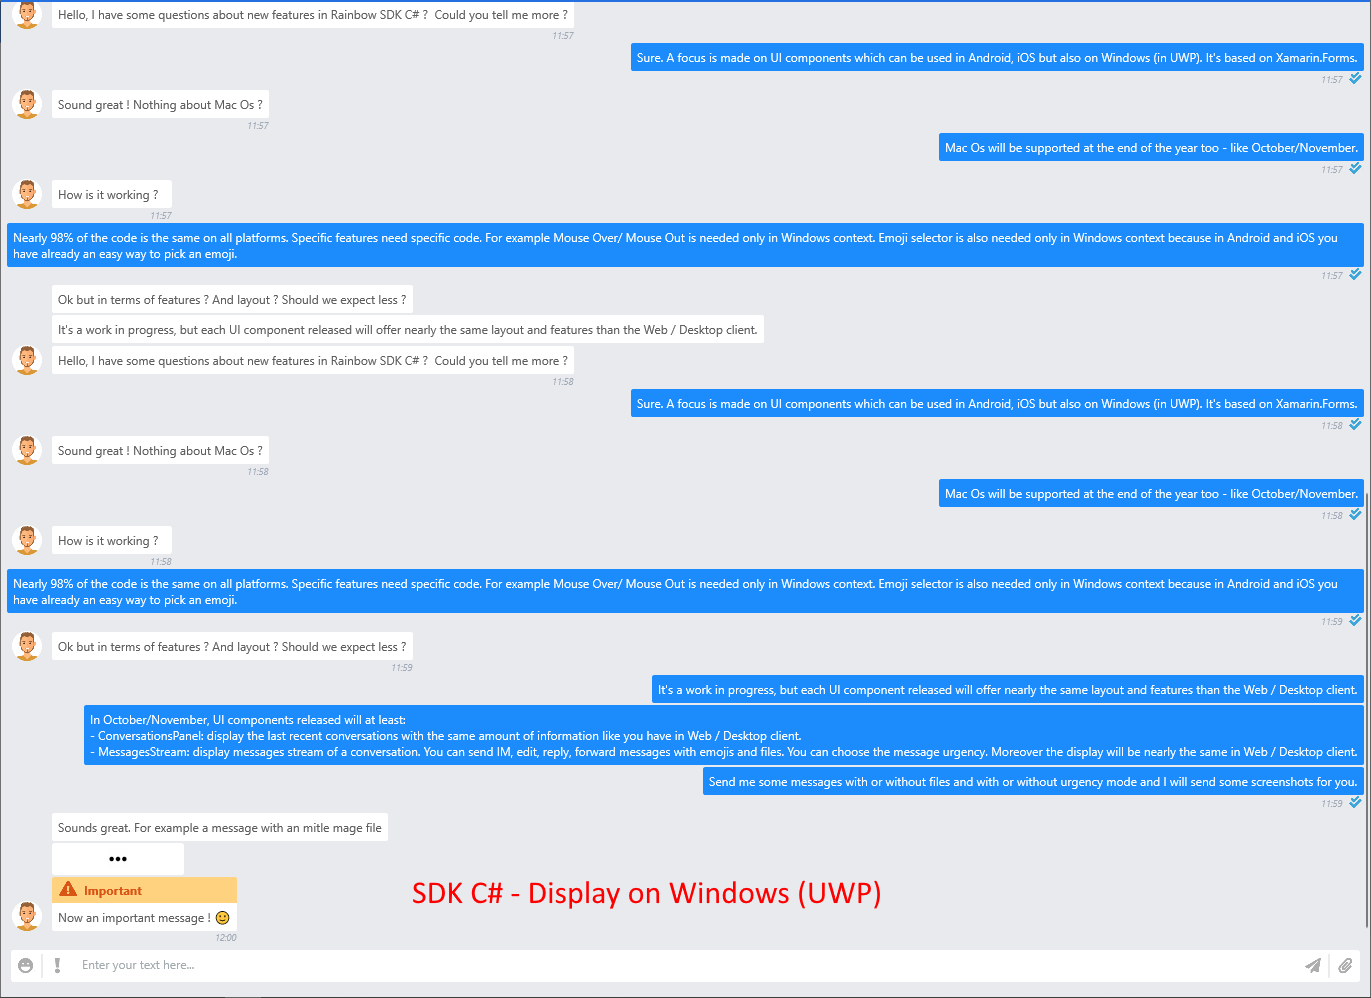 Hello, I have some questions about new features in Rainbow SDK C# ?  Could you tell me more ?
11:57
Sure. A focus is made on UI components which can be used in Android, iOS but also on Windows (in UWP). It's based on Xamarin.Forms.
11:57
Sound great ! Nothing about Mac Os ?
11:57
Mac Os will be supported at the end of the year too - like October/November.
11:57
How is it working ?
11:57
Nearly 98% of the code is the same on all platforms. Specific features need specific code. For example Mouse Over/ Mouse Out is needed only in Windows context. Emoji selector is also needed only in Windows context because in Android and iOS you
have already an easy way to pick an emoji.
11:57
Ok but in terms of features ? And layout ? Should we expect less ?
It's a work in progress, but each UI component released will offer nearly the same layout and features than the Web / Desktop client.
Hello, I have some questions about new features in Rainbow SDK C# ?  Could you tell me more ?
11:58
Sure. A focus is made on UI components which can be used in Android, iOS but also on Windows (in UWP). It's based on Xamarin.Forms.
11:58
Sound great ! Nothing about Mac Os ?
11:58
Mac Os will be supported at the end of the year too - like October/November.
11:58
How is it working ?
11:58
Nearly 98% of the code is the same on all platforms. Specific features need specific code. For example Mouse Over/ Mouse Out is needed only in Windows context. Emoji selector is also needed only in Windows context because in Android and iOS you
have already an easy way to pick an emoji.
11:59
Ok but in terms of features ? And layout ? Should we expect less ?
11:59
It's a work in progress, but each UI component released will offer nearly the same layout and features than the Web / Desktop client.
In October/November, UI components released will at least:
- ConversationsPanel: display the last recent conversations with the same amount of information like you have in Web / Desktop client.
- MessagesStream: display messages stream of a conversation. You can send IM, edit, reply, forward messages with emojis and files. You can choose the message urgency. Moreover the display will be nearly the same in Web / Desktop client.
Send me some messages with or without files and with or without urgency mode and I will send some screenshots for you.
11:59
Sounds great. For example a message with an mitle mage file
•••
Important
Now an important message ! 🙂
12:00
SDK C# - Display on Windows (UWP)
Enter your text here...